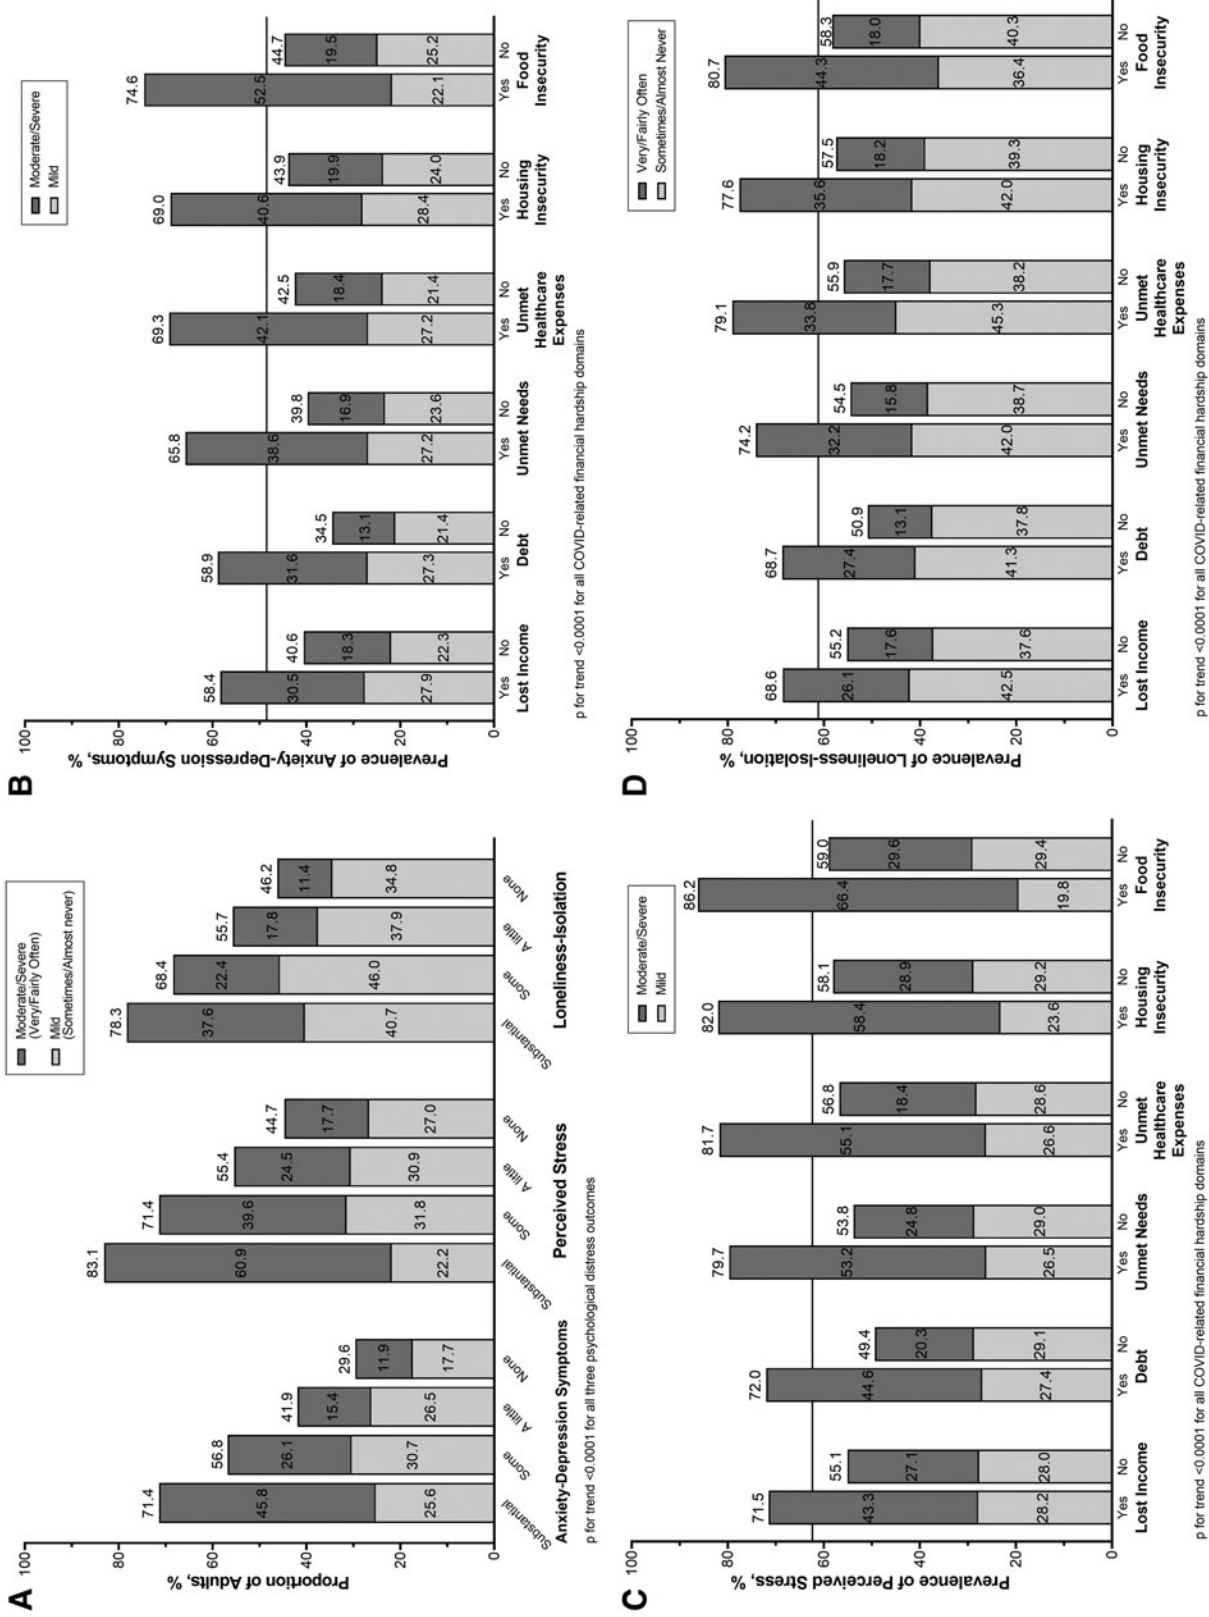 A
Moderate/Severe
(Very/Fairly Often)
Mild
(Sometimes/Almost never)
Proportion of Adults, %
100
80
60
40
20
0
71.4
45.8
25.6
56.8
26.1
30.7
41.9
15.4
26.5
29.6
11.9
17.7
83.1
60.9
22.2
71.4
39.6
31.8
55.4
24.5
30.9
44.7
17.7
27.0
78.3
37.6
40.7
68.4
22.4
46.0
55.7
17.8
37.9
46.2
11.4
34.8
Substantial Some A little None
Substantial Some A little None
Substantial Some A little None
Anxiety-Depression Symptoms Perceived Stress Loneliness-Isolation
p for trend <0.0001 for all three psychological distress outcomes
B
Moderate/Severe
Mild
Prevalence of Anxiety-Depression Symptoms, %
100
80
60
40
20
0
58.4
30.5
27.9
40.6
18.3
22.3
58.9
31.6
27.3
34.5
13.1
21.4
65.8
38.6
27.2
39.8
16.9
23.6
69.3
42.1
27.2
42.5
18.4
21.4
69.0
40.6
28.4
43.9
19.9
24.0
74.6
52.5
22.1
44.7
19.5
25.2
Yes No Yes No Yes No Yes No Yes No Yes No
Lost Income
Debt
Unmet Needs
Unmet
Healthcare
Expenses
Housing
Insecurity
Food
Insecurity
p for trend <0.0001 for all COVID-related financial hardship domains
C
Moderate/Severe
Mild
Prevalence of Perceived Stress, %
100
80
60
40
20
0
71.5
43.3
28.2
55.1
27.1
28.0
72.0
44.6
27.4
49.4
20.3
29.1
79.7
53.2
26.5
53.8
24.8
29.0
81.7
55.1
26.6
56.8
18.4
28.6
82.0
58.4
23.6
58.1
28.9
29.2
86.2
66.4
19.8
59.0
29.6
29.4
Yes No Yes No Yes No Yes No Yes No Yes No
Lost Income
Debt
Unmet Needs
Unmet
Healthcare
Expenses
Housing
Insecurity
Food
Insecurity
p for trend <0.0001 for all COVID-related financial hardship domains
D
Very/Fairly Often
Sometimes/Almost Never
Prevalence of Loneliness-Isolation, %
100
80
60
40
20
0
68.6
26.1
42.5
55.2
17.6
37.6
68.7
27.4
41.3
50.9
13.1
37.8
74.2
32.2
42.0
54.5
15.8
38.7
79.1
33.8
45.3
55.9
17.7
38.2
77.6
35.6
42.0
57.5
18.2
39.3
80.7
44.3
36.4
58.3
18.0
40.3
Yes No Yes No Yes No Yes No Yes No Yes No
Lost Income
Debt
Unmet Needs
Unmet
Healthcare
Expenses
Housing
Insecurity
Food
Insecurity
p for trend <0.0001 for all COVID-related financial hardship domains